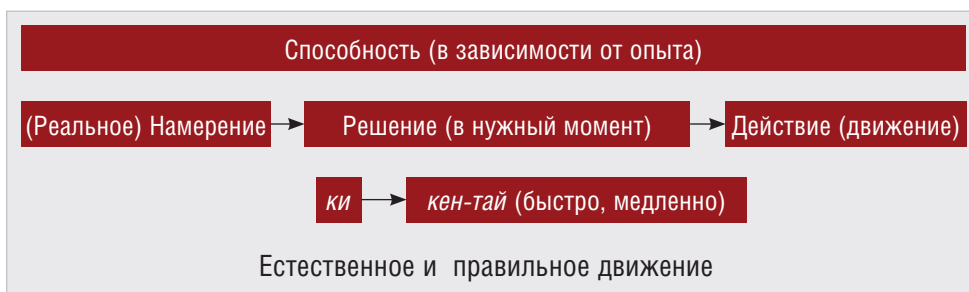 Способность (в зависимости от опыта)
(Реальное) Намерение Решение (в нужный момент) Действие (движение)
ки кен-тай (быстро, медленно)
Естественное и правильное движение